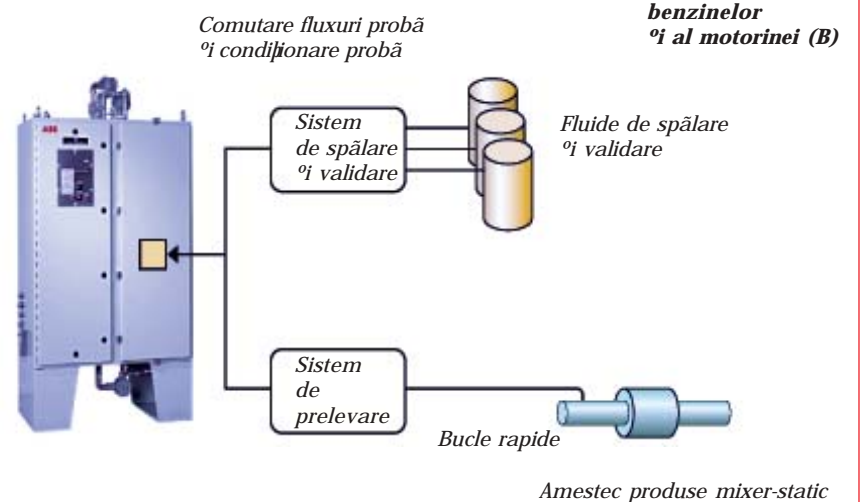 benzinelor
ºi al motorinei (B)
Comutare fluxuri probã
ºi condiþionare probã
ABB
Sistem
de spãlare
ºi validare
Fluide de spãlare
ºi validare
Sistem
de
prelevare
Bucle rapide
Amestec produse mixer-static